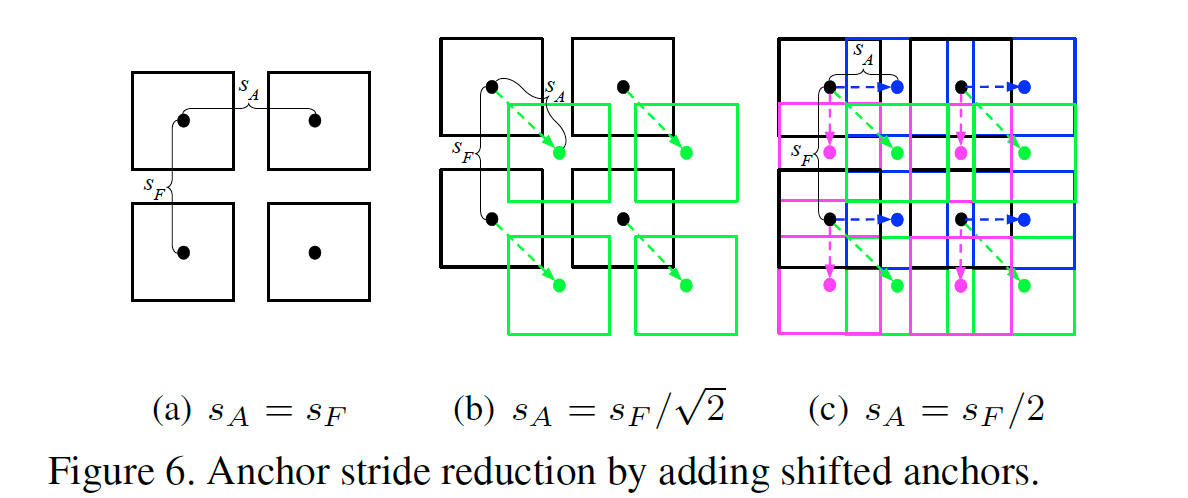 s_A
s_F
s_A
s_F
s_A
s_F
(a) s_A = s_F
(b) s_A = s_F/√2
(c) s_A = s_F/2
Figure 6. Anchor stride reduction by adding shifted anchors.